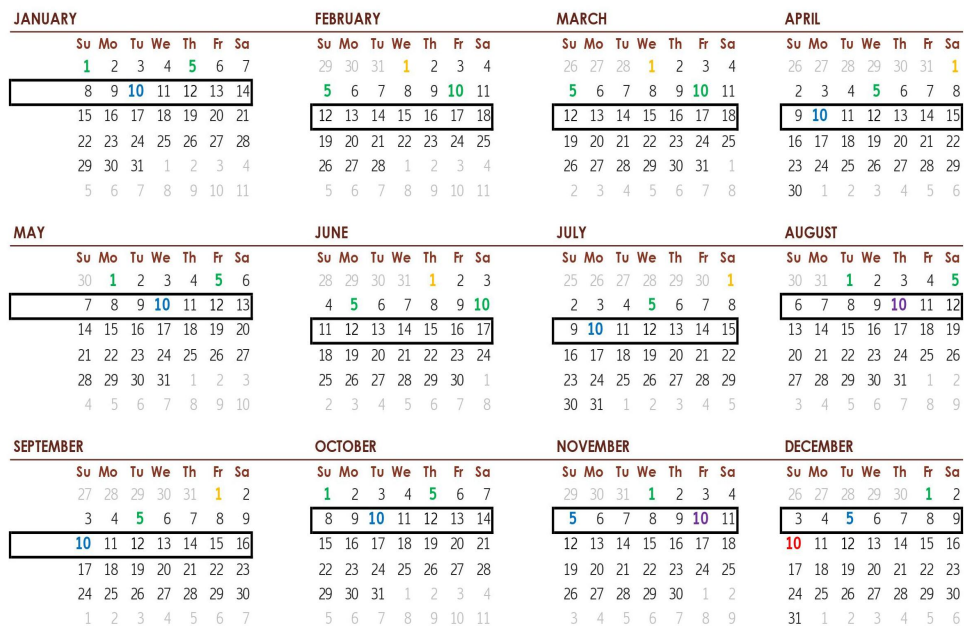 JANUARY FEBRUARY MARCH APRIL
Su Mo Tu We Th Fr Sa Su Mo Tu We Th Fr Sa Su Mo Tu We Th Fr Sa Su Mo Tu We Th Fr Sa
1 2 3 4 5 6 7 29 30 31 1 2 3 4 26 27 28 1 2 3 4 26 27 28 29 30 31 1
8 9 10 11 12 13 14 5 6 7 8 9 10 11 5 6 7 8 9 10 11 2 3 4 5 6 7 8
15 16 17 18 19 20 21 12 13 14 15 16 17 18 12 13 14 15 16 17 18 9 10 11 12 13 14 15
22 23 24 25 26 27 28 19 20 21 22 23 24 25 19 20 21 22 23 24 25 16 17 18 19 20 21 22
29 30 31 1 2 3 4 26 27 28 1 2 3 4 26 27 28 29 30 31 1 23 24 25 26 27 28 29
5 6 7 8 9 10 11 5 6 7 8 9 10 11 2 3 4 5 6 7 8 30 1 2 3 4 5 6
MAY JUNE JULY AUGUST
Su Mo Tu We Th Fr Sa Su Mo Tu We Th Fr Sa Su Mo Tu We Th Fr Sa Su Mo Tu We Th Fr Sa
30 1 2 3 4 5 6 28 29 30 31 1 2 3 25 26 27 28 29 30 1 30 31 1 2 3 4 5
7 8 9 10 11 12 13 4 5 6 7 8 9 10 2 3 4 5 6 7 8 6 7 8 9 10 11 12
14 15 16 17 18 19 20 11 12 13 14 15 16 17 9 10 11 12 13 14 15 13 14 15 16 17 18 19
21 22 23 24 25 26 27 18 19 20 21 22 23 24 16 17 18 19 20 21 22 20 21 22 23 24 25 26
28 29 30 31 1 2 3 25 26 27 28 29 30 1 23 24 25 26 27 28 29 27 28 29 30 31 1 2
4 5 6 7 8 9 10 2 3 4 5 6 7 8 30 31 1 2 3 4 5 3 4 5 6 7 8 9
SEPTEMBER OCTOBER NOVEMBER DECEMBER
Su Mo Tu We Th Fr Sa Su Mo Tu We Th Fr Sa Su Mo Tu We Th Fr Sa Su Mo Tu We Th Fr Sa
27 28 29 30 31 1 2 1 2 3 4 5 6 7 29 30 31 1 2 3 4 26 27 28 29 30 1 2
3 4 5 6 7 8 9 8 9 10 11 12 13 14 5 6 7 8 9 10 11 3 4 5 6 7 8 9
10 11 12 13 14 15 16 15 16 17 18 19 20 21 12 13 14 15 16 17 18 10 11 12 13 14 15 16
17 18 19 20 21 22 23 22 23 24 25 26 27 28 19 20 21 22 23 24 25 17 18 19 20 21 22 23
24 25 26 27 28 29 30 29 30 31 1 2 3 4 26 27 28 29 30 1 2 24 25 26 27 28 29 30
1 2 3 4 5 6 7 5 6 7 8 9 10 11 3 4 5 6 7 8 9 31 1 2 3 4 5 6